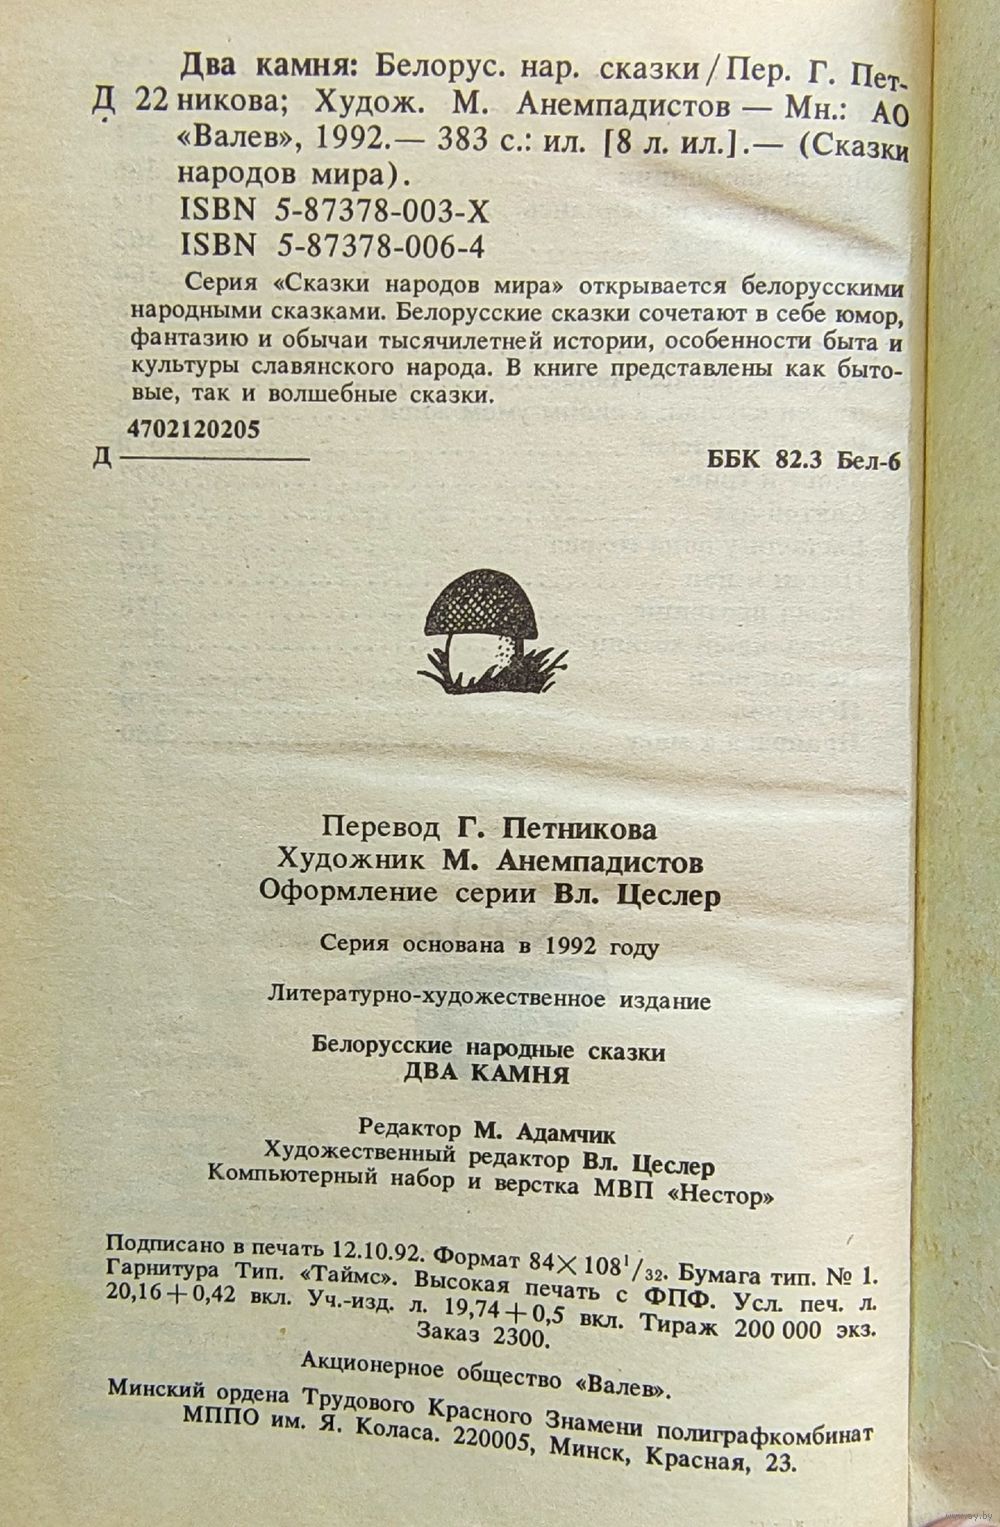 Два камня: Белорус. нар. сказки/Пер. Г. Пет-
Д 22 никова; Худож. М. Анемпадистов — Мн.: АО
«Валев», 1992.— 383 с.: ил. [8 л. ил.].— (Сказки
народов мира).
ISBN 5-87378-003-X
ISBN 5-87378-006-4
Серия «Сказки народов мира» открывается белорусскими
народными сказками. Белорусские сказки сочетают в себе юмор,
фантазию и обычаи тысячилетней истории, особенности быта и
культуры славянского народа. В книге представлены как быто-
вые, так и волшебные сказки.
4702120205
Д
ББК 82.3 Бел-6
Перевод Г. Петникова
Художник М. Анемпадистов
Оформление серии Вл. Цеслер
Серия основана в 1992 году
Литературно-художественное издание
Белорусские народные сказки
ДВА КАМНЯ
Редактор М. Адамчик
Художественный редактор Вл. Цеслер
Компьютерный набор и верстка МВП «Нестор»
Подписано в печать 12.10.92. Формат 84×108¹/₃₂. Бумага тип. № 1.
Гарнитура Тип. «Таймс». Высокая печать с ФПФ. Усл. печ. л.
20,16+0,42 вкл. Уч.-изд. л. 19,74+0,5 вкл. Тираж 200 000 экз.
Заказ 2300.
Акционерное общество «Валев».
Минский ордена Трудового Красного Знамени полиграфкомбинат
МППО им. Я. Коласа. 220005, Минск, Красная, 23.